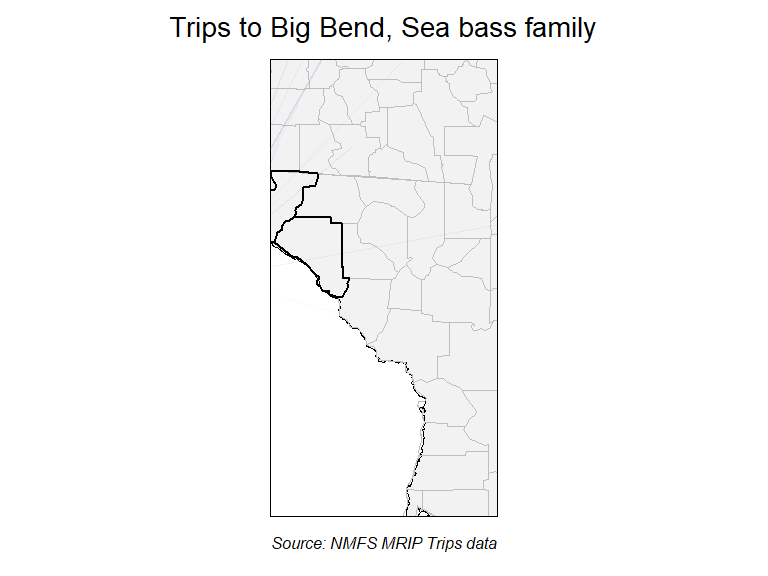 Trips to Big Bend, Sea bass family
Source: NMFS MRIP Trips data